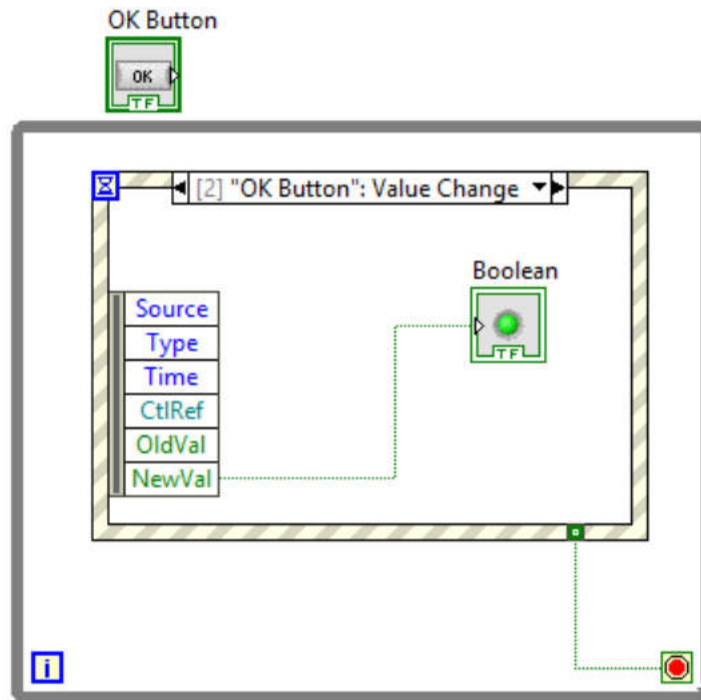 OK Button
OK
TF
[2] "OK Button": Value Change
Boolean
Source
TF
Type
Time
CtlRef
OldVal
NewVal
i